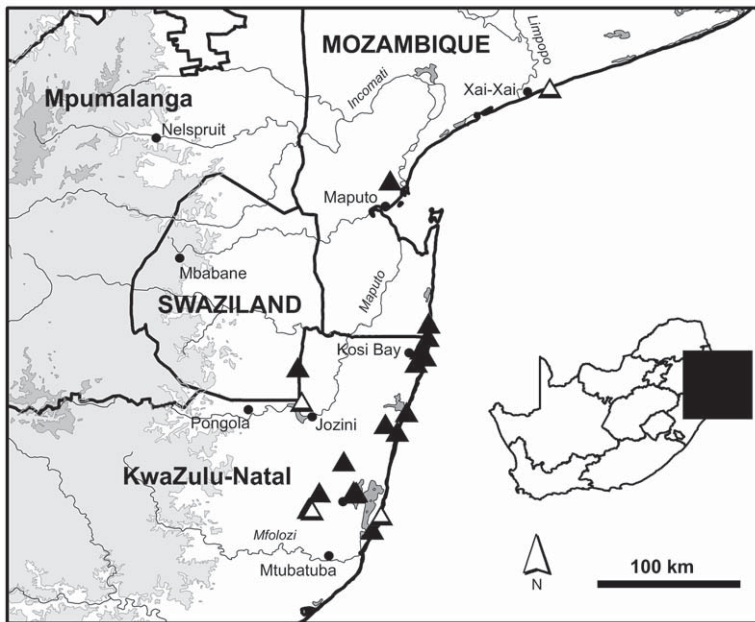 MOZAMBIQUE
Limpopo
Mpumalanga
Incomati
Xai-Xai
Nelspruit
Maputo
Mbabane
Maputo
SWAZILAND
Kosi Bay
Pongola
Jozini
KwaZulu-Natal
Mfolozi
Mtubatuba
N
100 km